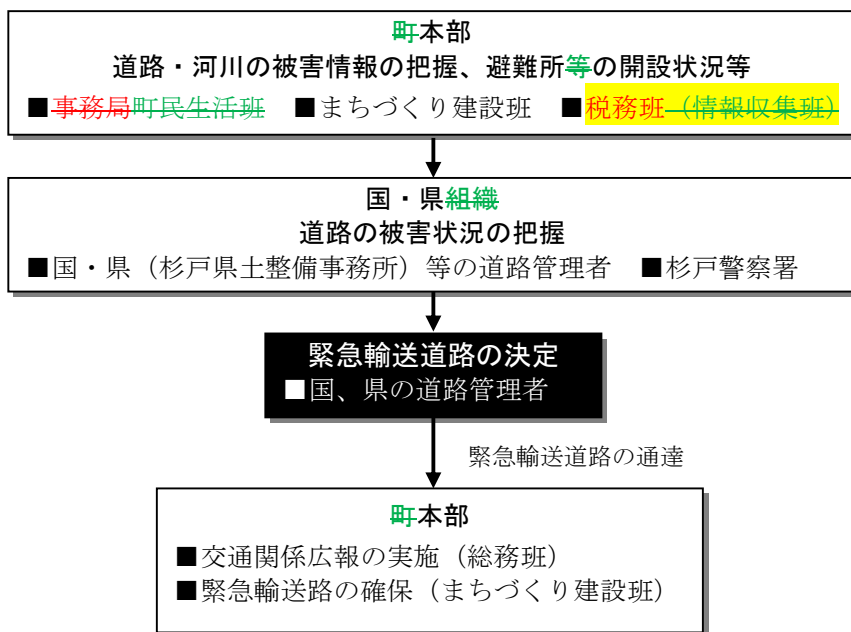 町本部
道路・河川の被害情報の把握、避難所等の開設状況等
■事務局町民生活班 ■まちづくり建設班 ■税務班（情報収集班）
国・県組織
道路の被害状況の把握
■国・県（杉戸県土整備事務所）等の道路管理者 ■杉戸警察署
緊急輸送道路の決定
■国、県の道路管理者
緊急輸送道路の通達
町本部
■交通関係広報の実施（総務班）
■緊急輸送路の確保（まちづくり建設班）